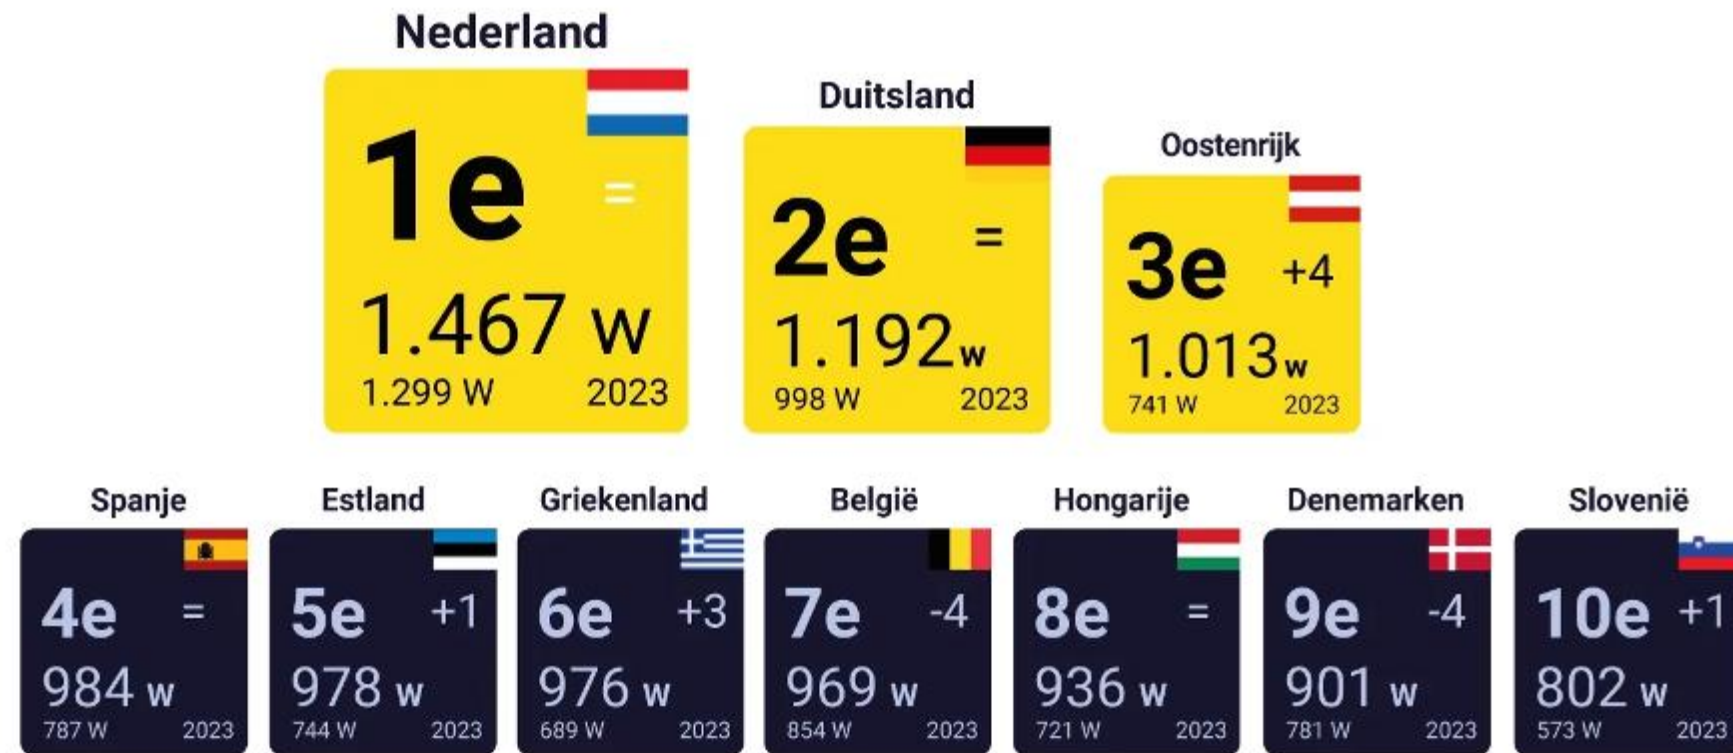 Nederland
1e =
1.467 W
1.299 W 2023
Duitsland
2e =
1.192 w
998 W 2023
Oostenrijk
3e +4
1.013 w
741 W 2023
Spanje
4e =
984 w
787 W 2023
Estland
5e +1
978 w
744 W 2023
Griekenland
6e +3
976 w
689 W 2023
België
7e -4
969 w
854 W 2023
Hongarije
8e =
936 w
721 W 2023
Denemarken
9e -4
901 w
781 W 2023
Slovenië
10e +1
802 w
573 W 2023